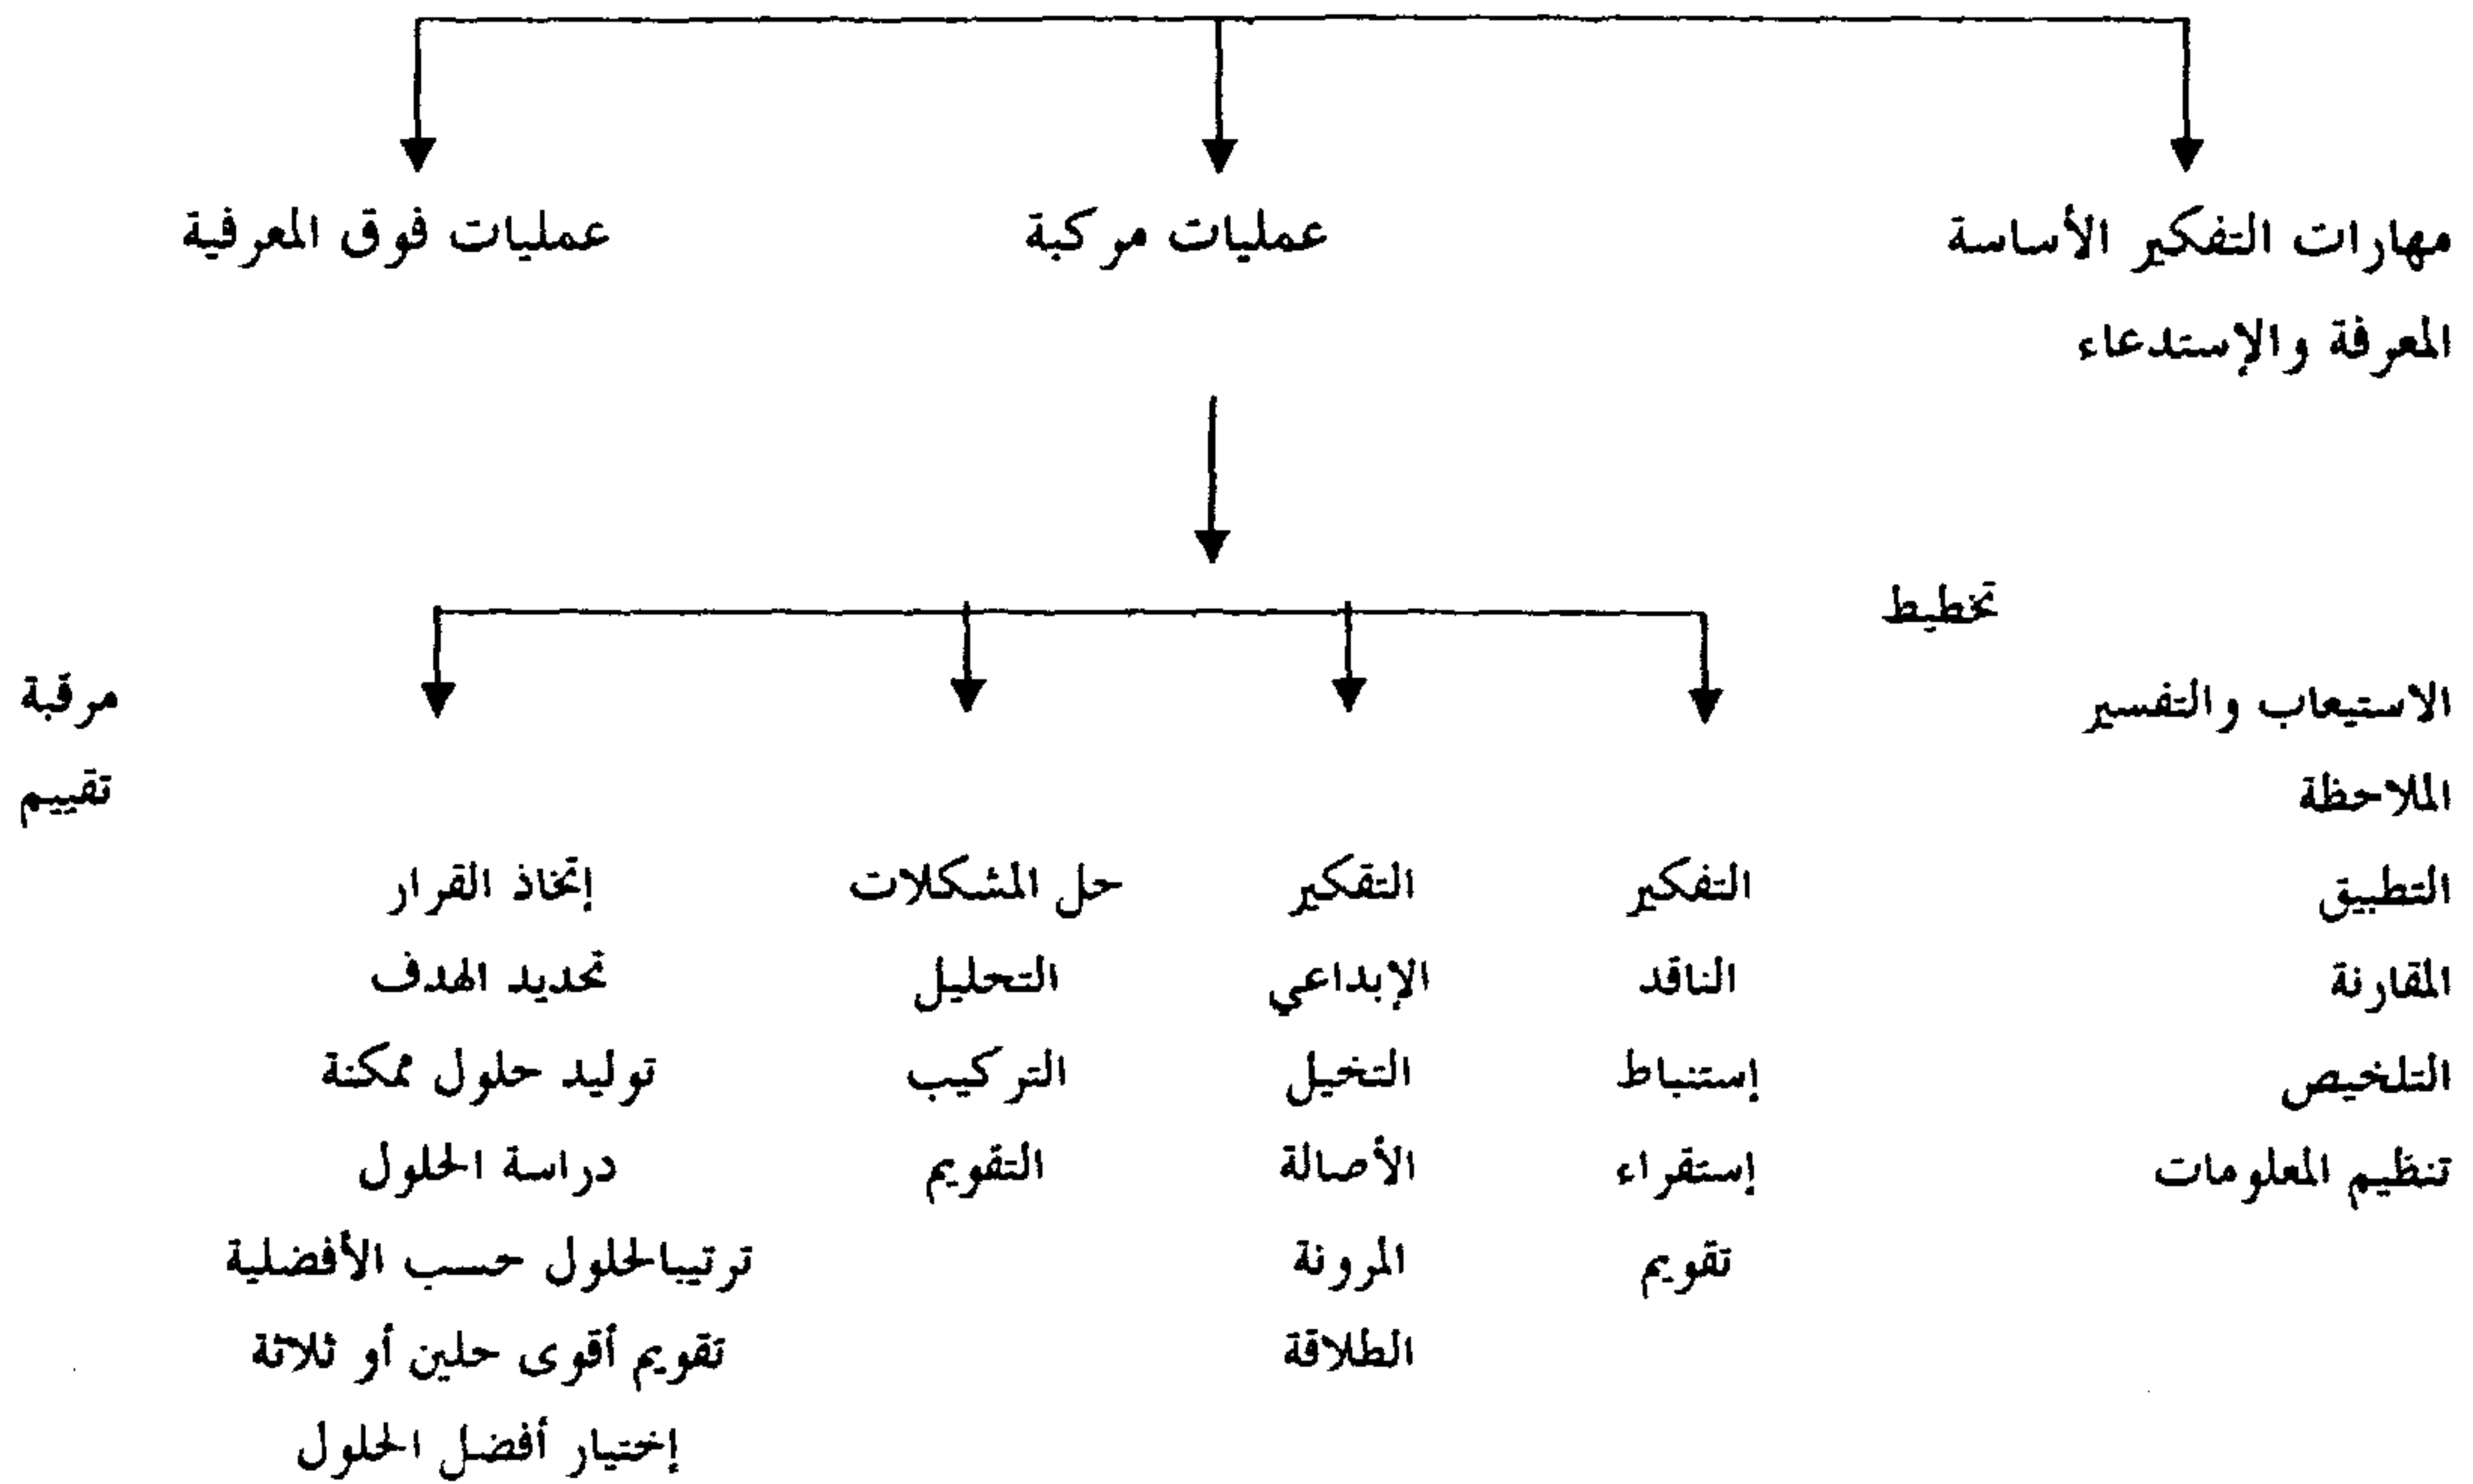 مهارات التفكير الأساسة
عمليات مركبة
عمليات فوق المعرفية
المعرفة والإستدعاء
تخطيط
الاستيعاب والتفسير
مرقبة
الملاحظة
تقييم
التطبيق
التفكير
التقكير
حل المشكلات
إتخاذ القرار
المقارنة
الناقد
الإبداعي
التحليل
تحديد الهدف
التلخيص
إستنباط
التخيل
التركيب
توليد حلول ممكنة
تنظيم المعلومات
إستقراء
الأصالة
التقويم
دراسة الحلول
تقويم
المرونة
ترتيباحلول حسب الأفضلية
الطلاقة
تقويم أقوى حلين أو ثلاثة
إختيار أفضل الحلول